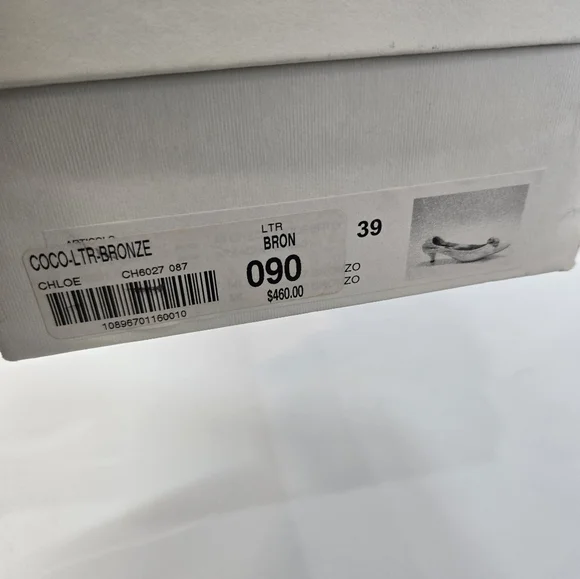 COCO-LTR-BRONZE
CHLOE CH6027 087
10896701160010
LTR
BRON
090
$460.00
39
ZO
ZO